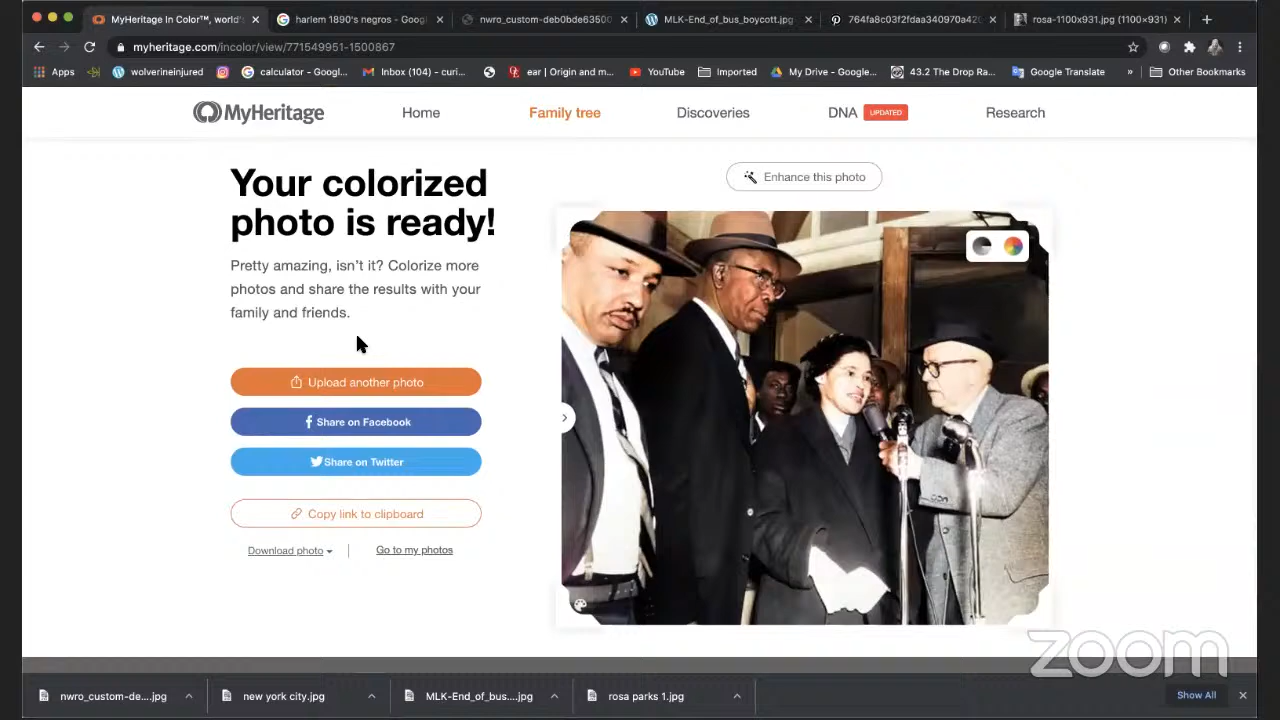 MyHeritage In Color™, world's
harlem 1890's negros - Googl
nwro_custom-deb0bde63500
MLK-End_of_bus_boycott.jpg
764fa8c03f2fdaa340970a420
rosa-1100x931.jpg (1100×931)
myheritage.com/incolor/view/771549951-1500867
Apps
wolverineinjured
calculator - Googl...
Inbox (104) - curi...
ear | Origin and m...
YouTube
Imported
My Drive - Google...
43.2 The Drop Ra...
Google Translate
»
Other Bookmarks
MyHeritage
Home
Family tree
Discoveries
DNA UPDATED
Research
Your colorized
photo is ready!
Pretty amazing, isn't it? Colorize more
photos and share the results with your
family and friends.
Enhance this photo
Upload another photo
Share on Facebook
Share on Twitter
Copy link to clipboard
Download photo
Go to my photos
zoom
nwro_custom-de....jpg
new york city.jpg
MLK-End_of_bus....jpg
rosa parks 1.jpg
Show All